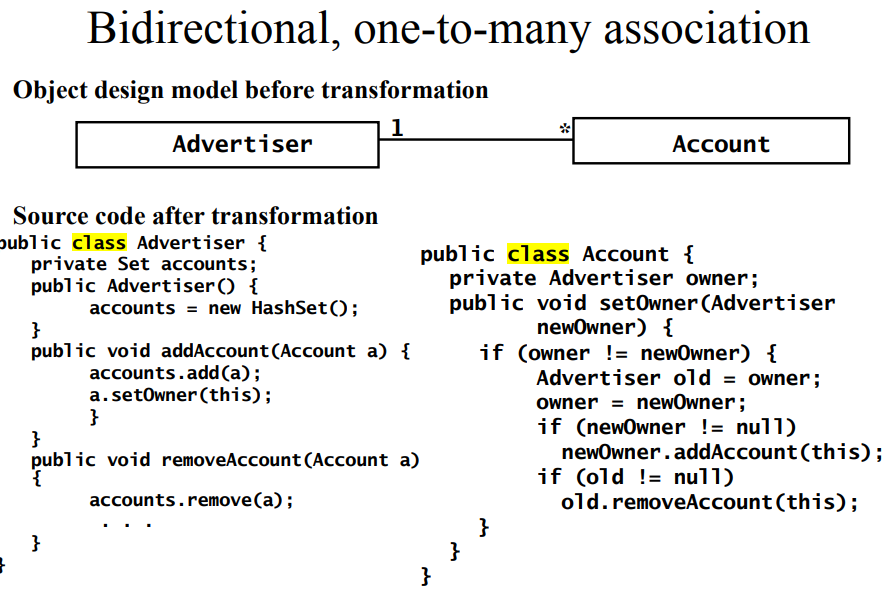 Bidirectional, one-to-many association
Object design model before transformation
Advertiser
1
*
Account
Source code after transformation
public class Advertiser {
private Set accounts;
public Advertiser() {
accounts = new HashSet();
}
public void addAccount(Account a) {
accounts.add(a);
a.setOwner(this);
}
}
public void removeAccount(Account a)
{
accounts.remove(a);
. . .
}
}
public class Account {
private Advertiser owner;
public void setOwner(Advertiser
newOwner) {
if (owner != newOwner) {
Advertiser old = owner;
owner = newOwner;
if (newOwner != null)
newOwner.addAccount(this);
if (old != null)
old.removeAccount(this);
}
}
}